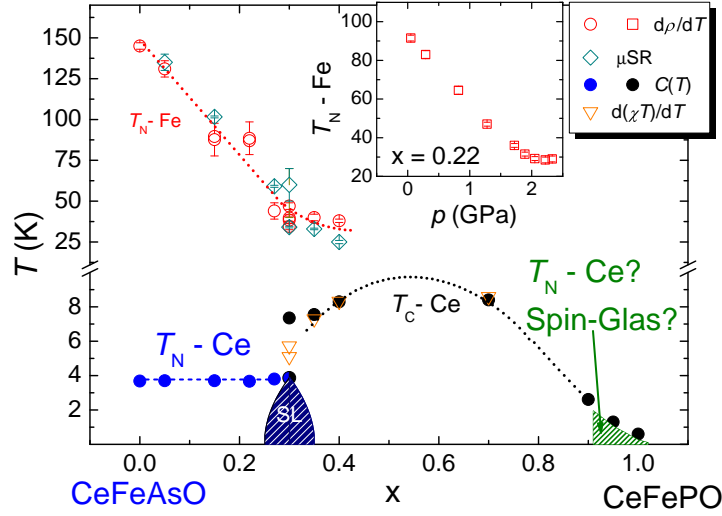 150
125
100
75
50
25
8
6
4
2
T (K)
T_N - Fe
100
80
60
40
20
T_N - Fe
x = 0.22
0
1
2
p (GPa)
dρ/dT
μSR
C(T)
d(χT)/dT
T_N - Ce
T_C - Ce
T_N - Ce?
Spin-Glas?
SL
0.0
0.2
0.4
0.6
0.8
1.0
CeFeAsO
x
CeFePO